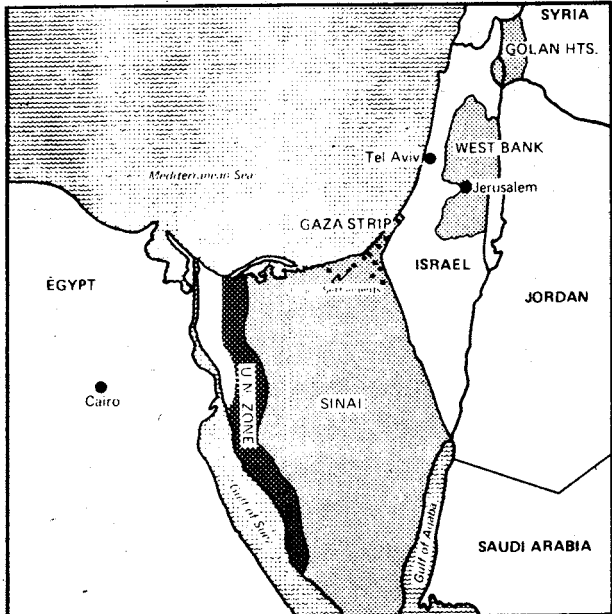 SYRIA
GOLAN HTS.
Tel Aviv
WEST BANK
Mediterranean Sea
Jerusalem
GAZA STRIP
ISRAEL
EGYPT
JORDAN
Settlements
U.N. ZONE
SINAI
Cairo
Gulf of Suez
Gulf of Aqaba
SAUDI ARABIA